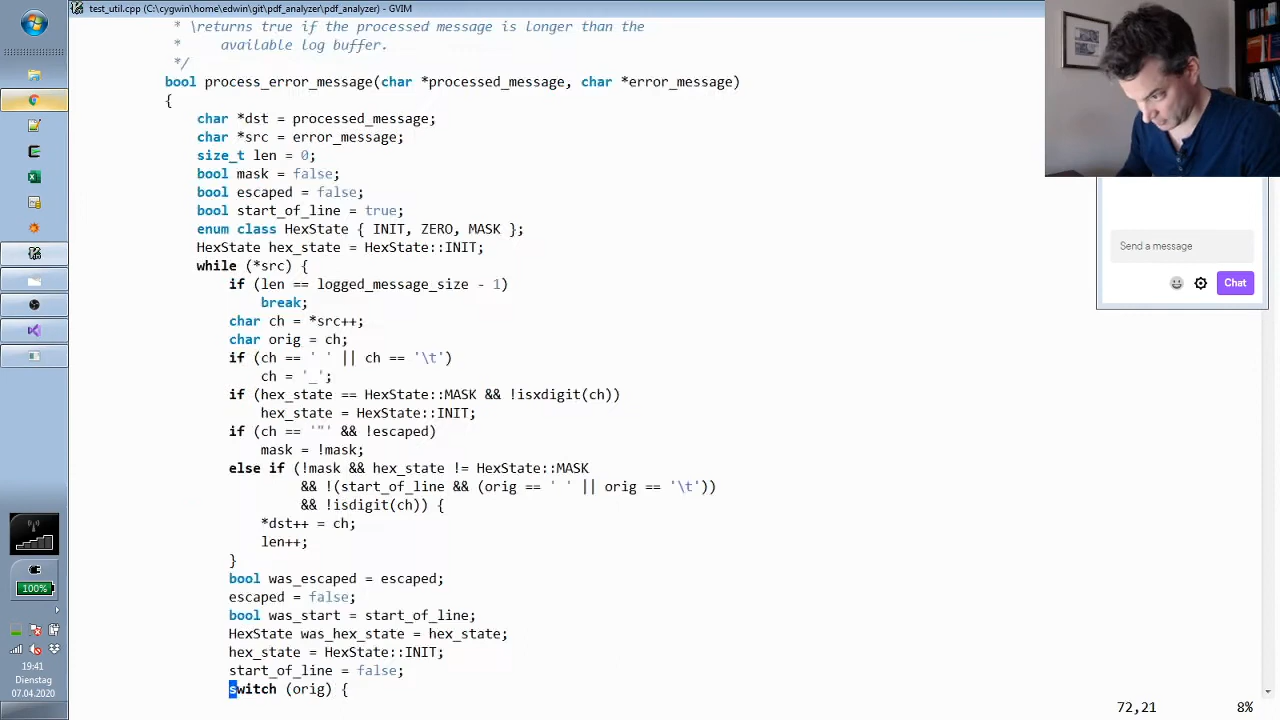 test_util.cpp (C:\cygwin\home\edwin\git\pdf_analyzer\pdf_analyzer) - GVIM
* \returns true if the processed message is longer than the
*     available log buffer.
*/
bool process_error_message(char *processed_message, char *error_message)
{
    char *dst = processed_message;
    char *src = error_message;
    size_t len = 0;
    bool mask = false;
    bool escaped = false;
    bool start_of_line = true;
    enum class HexState { INIT, ZERO, MASK };
    HexState hex_state = HexState::INIT;
    while (*src) {
        if (len == logged_message_size - 1)
            break;
        char ch = *src++;
        char orig = ch;
        if (ch == ' ' || ch == '\t')
            ch = '_';
        if (hex_state == HexState::MASK && !isxdigit(ch))
            hex_state = HexState::INIT;
        if (ch == '"' && !escaped)
            mask = !mask;
        else if (!mask && hex_state != HexState::MASK
                 && !(start_of_line && (orig == ' ' || orig == '\t'))
                 && !isdigit(ch)) {
            *dst++ = ch;
            len++;
        }
        bool was_escaped = escaped;
        escaped = false;
        bool was_start = start_of_line;
        HexState was_hex_state = hex_state;
        hex_state = HexState::INIT;
        start_of_line = false;
        switch (orig) {
72,21
8%
Send a message
Chat
100%
19:41
Dienstag
07.04.2020